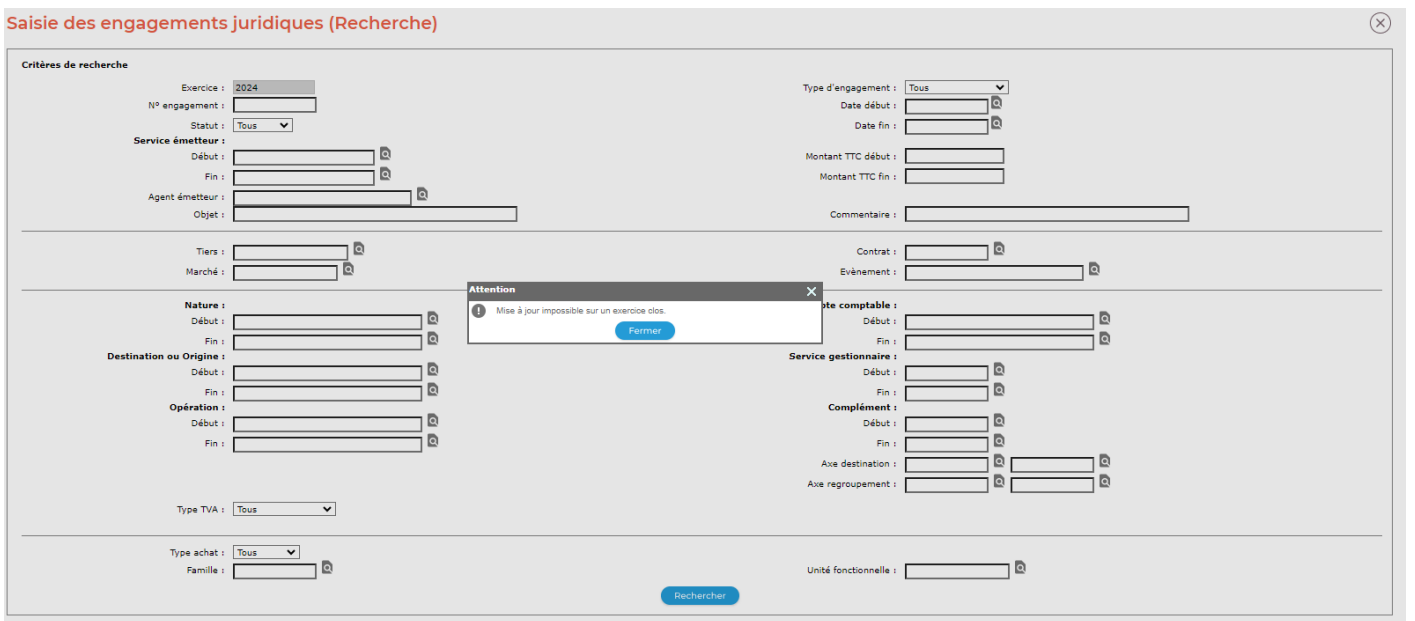 Saisie des engagements juridiques (Recherche)
Critères de recherche
Exercice : 2024
Type d'engagement : Tous
N° engagement :
Date début :
Statut : Tous
Date fin :
Service émetteur :
Début :
Montant TTC début :
Fin :
Montant TTC fin :
Agent émetteur :
Objet :
Commentaire :
Tiers :
Contrat :
Marché :
Evènement :
Attention
Mise à jour impossible sur un exercice clos.
Fermer
Nature :
pte comptable :
Début :
Début :
Fin :
Fin :
Destination ou Origine :
Service gestionnaire :
Début :
Début :
Fin :
Fin :
Opération :
Complément :
Début :
Début :
Fin :
Fin :
Axe destination :
Axe regroupement :
Type TVA : Tous
Type achat : Tous
Famille :
Unité fonctionnelle :
Rechercher